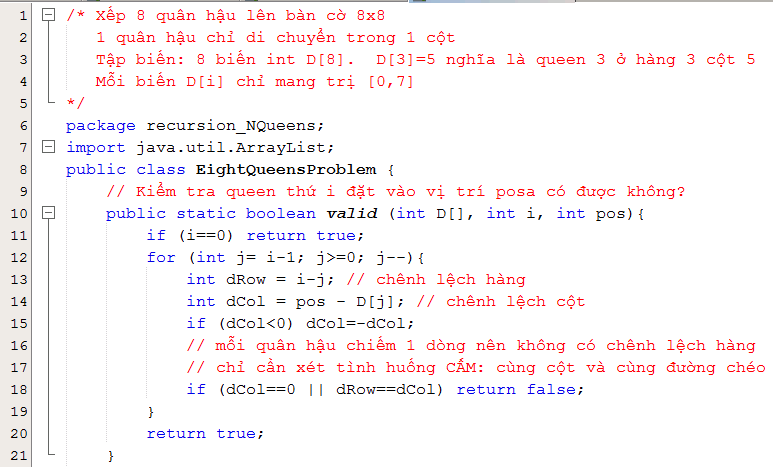 1 /* Xếp 8 quân hậu lên bàn cờ 8x8
2 1 quân hậu chỉ di chuyển trong 1 cột
3 Tập biến: 8 biến int D[8]. D[3]=5 nghĩa là queen 3 ở hàng 3 cột 5
4 Mỗi biến D[i] chỉ mang trị [0,7]
5 */
6 package recursion_NQueens;
7 import java.util.ArrayList;
8 public class EightQueensProblem {
9 // Kiểm tra queen thứ i đặt vào vị trí posa có được không?
10 public static boolean valid (int D[], int i, int pos){
11 if (i==0) return true;
12 for (int j= i-1; j>=0; j--){
13 int dRow = i-j; // chênh lệch hàng
14 int dCol = pos - D[j]; // chênh lệch cột
15 if (dCol<0) dCol=-dCol;
16 // mỗi quân hậu chiếm 1 dòng nên không có chênh lệch hàng
17 // chỉ cần xét tình huống CẤM: cùng cột và cùng đường chéo
18 if (dCol==0 || dRow==dCol) return false;
19 }
20 return true;
21 }